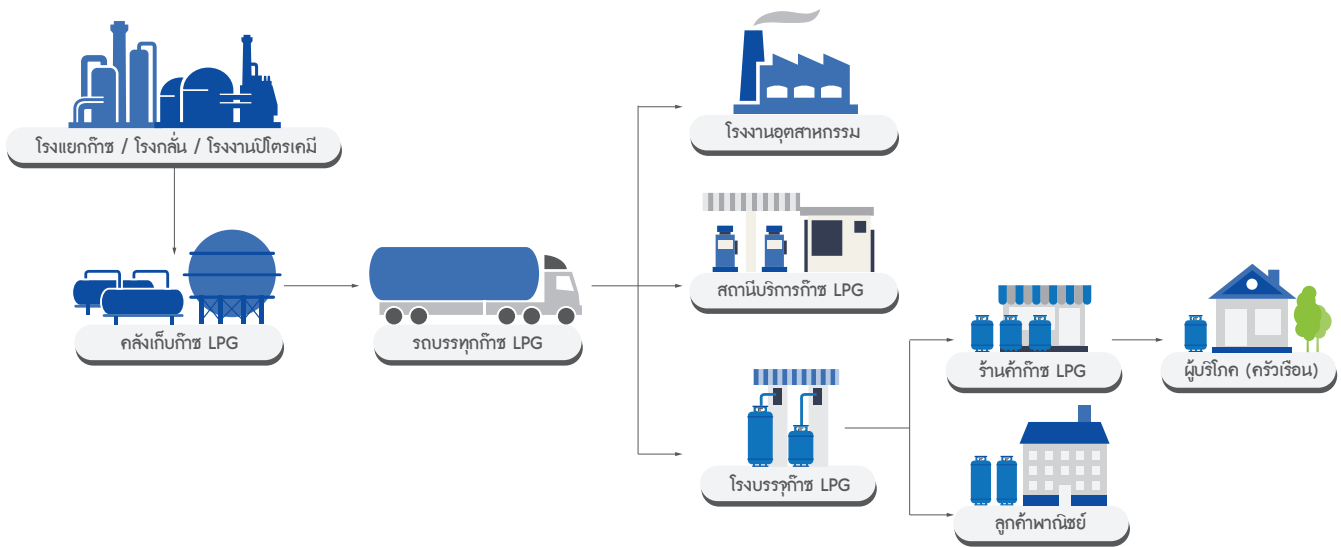 โรงแยกก๊าซ / โรงกลั่น / โรงงานปิโตรเคมี
โรงงานอุตสาหกรรม
คลังเก็บก๊าซ LPG
รถบรรทุกก๊าซ LPG
สถานีบริการก๊าซ LPG
ร้านค้าก๊าซ LPG
ผู้บริโภค (ครัวเรือน)
โรงบรรจุก๊าซ LPG
ลูกค้าพาณิชย์